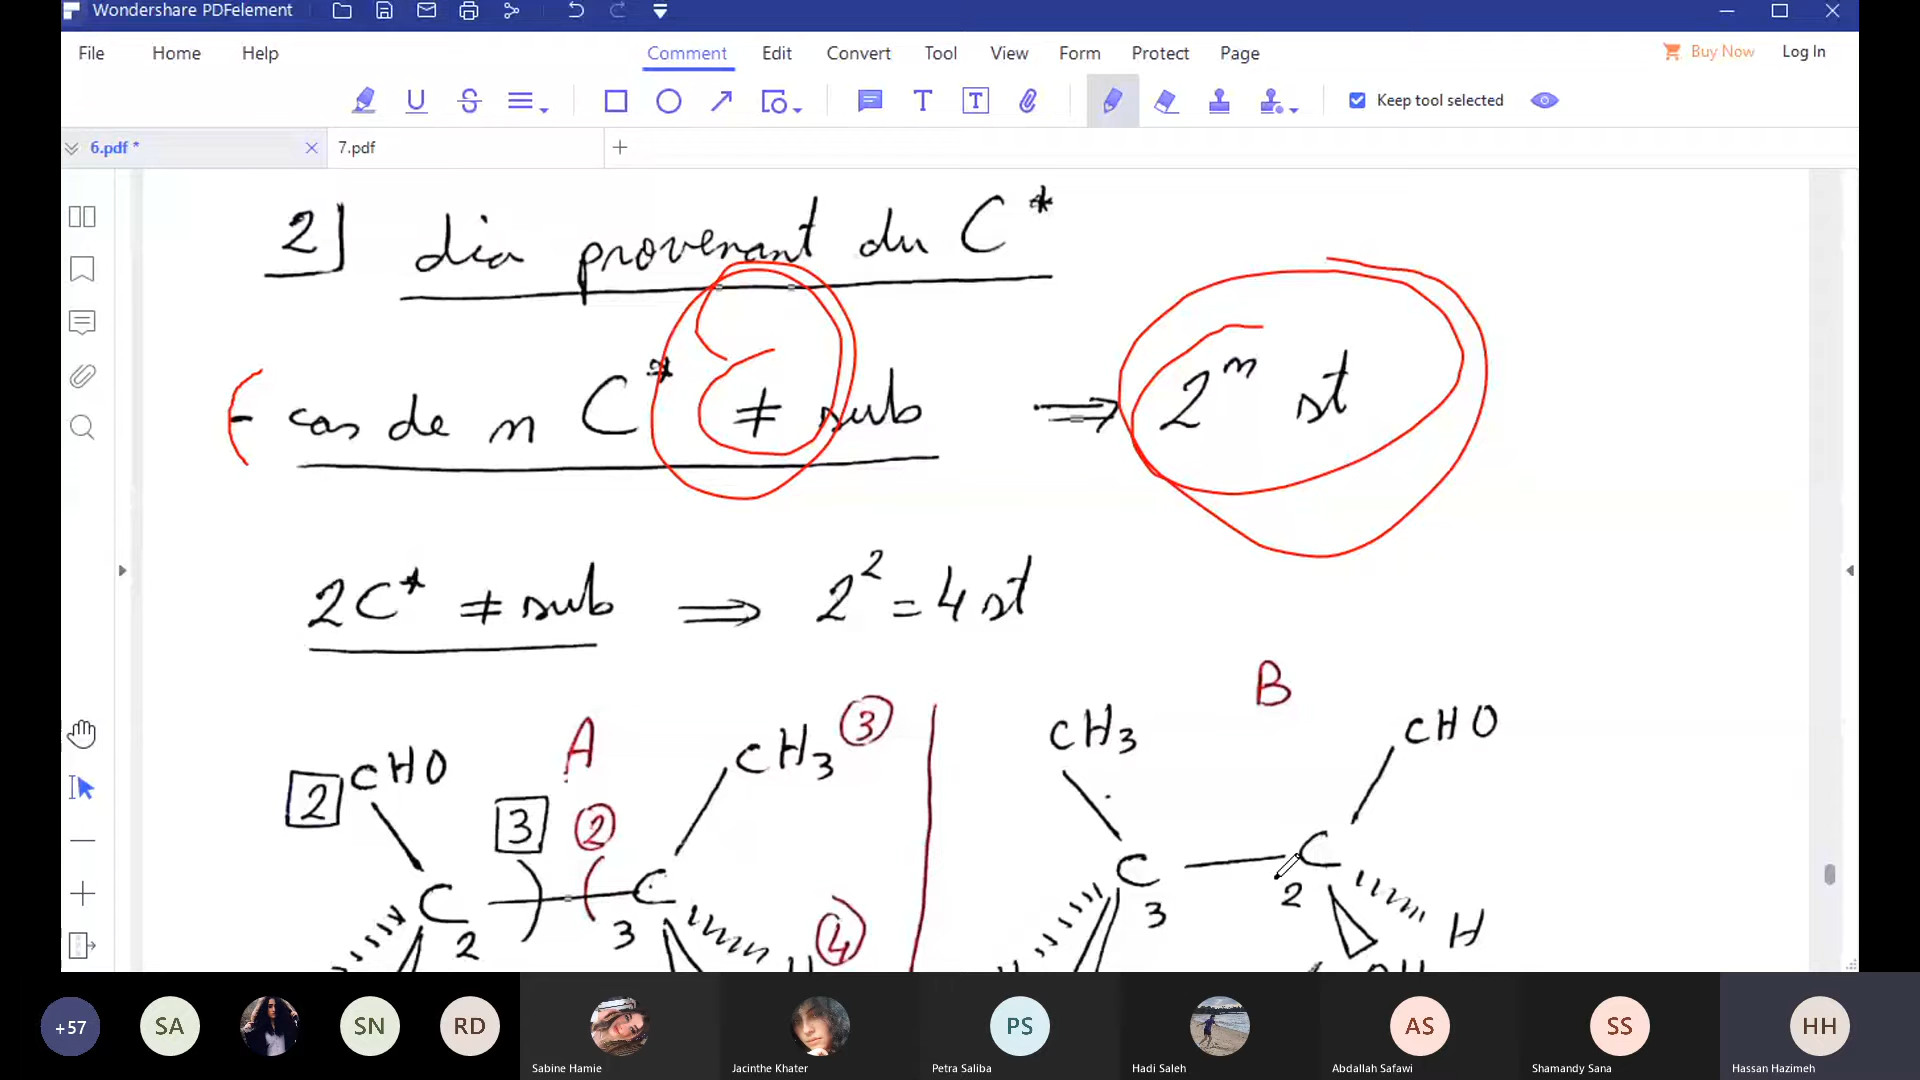 Wondershare PDFelement
File Home Help Comment Edit Convert Tool View Form Protect Page Buy Now Log In
Keep tool selected
6.pdf * 7.pdf
2] dia provenant du C*
- cas de n C* ≠ sub ⇒ 2^n st
2C* ≠ sub ⇒ 2^2 = 4 st
A B
2 CHO CH3 3 CH3 CHO
3 2
C C C C
2 3 4 3 2 H
+57 SA SN RD PS AS SS HH
Sabine Hamie Jacinthe Khater Petra Saliba Hadi Saleh Abdallah Safawi Shamandy Sana Hassan Hazimeh